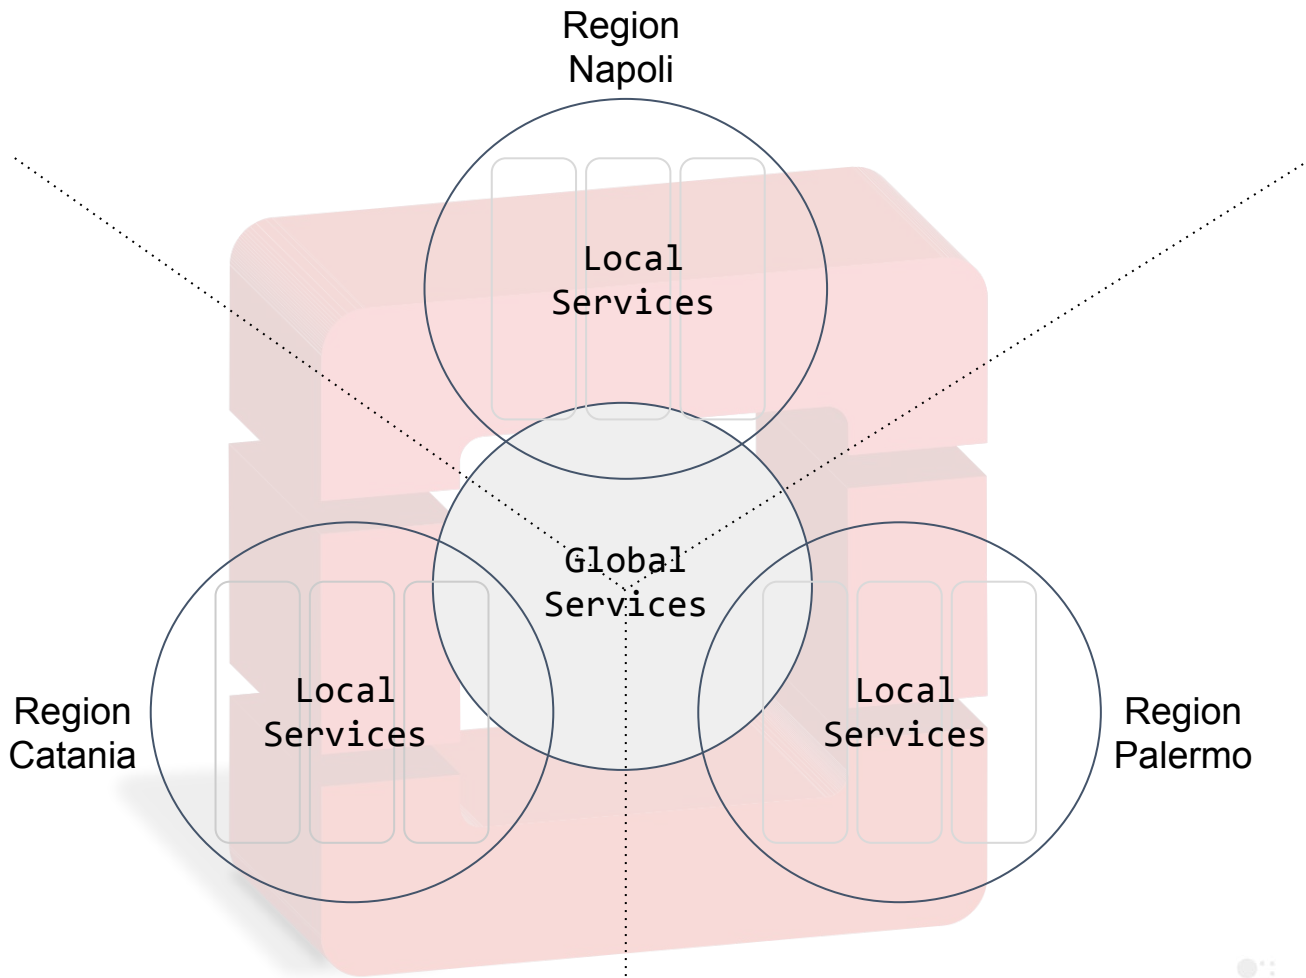 Region
Napoli
Local
Services
Global
Services
Region
Catania
Local
Services
Local
Services
Region
Palermo